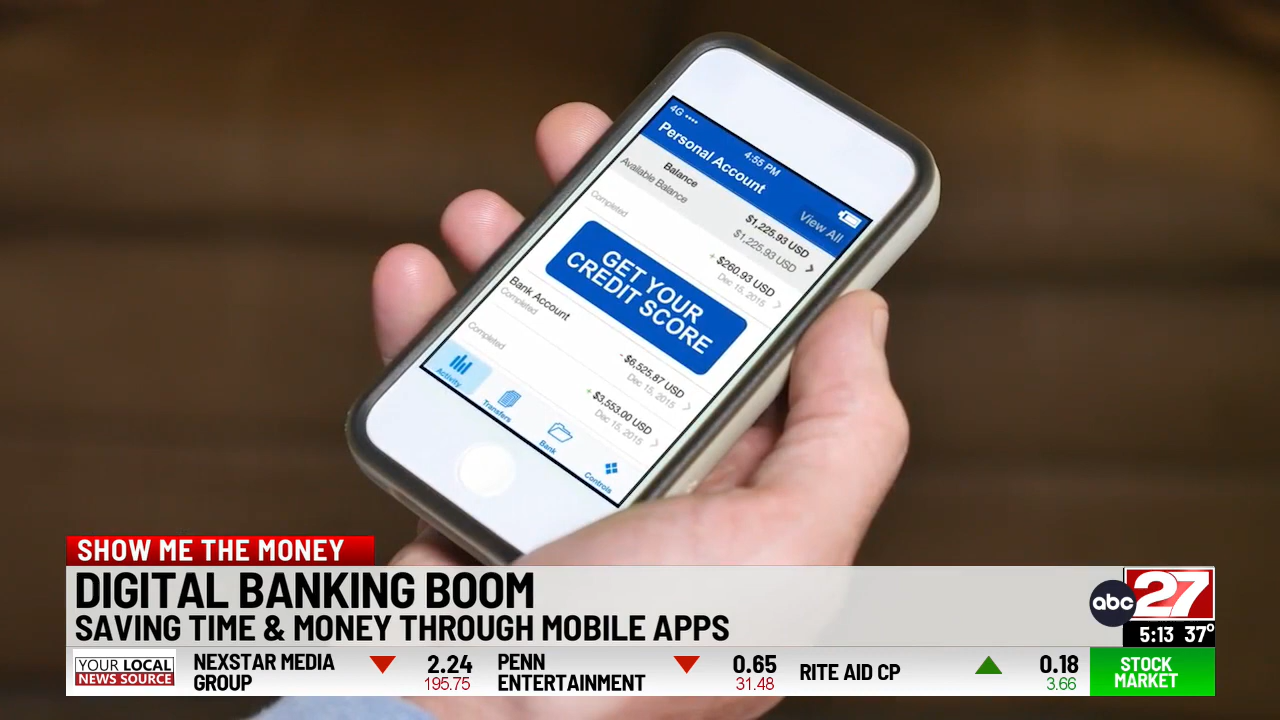 4G
4:55 PM
Personal Account
View All
Balance
$1,225.93 USD
Available Balance
$1,225.93 USD
Completed
+ $260.93 USD
Dec 15, 2015
GET YOUR
CREDIT SCORE
Bank Account
Completed
- $6,525.87 USD
Dec 15, 2015
Completed
+ $3,553.00 USD
Dec 15, 2015
Activity
Transfers
Bank
Controls
SHOW ME THE MONEY
DIGITAL BANKING BOOM
SAVING TIME & MONEY THROUGH MOBILE APPS
abc 27
5:13 37°
YOUR LOCAL
NEWS SOURCE
NEXSTAR MEDIA
GROUP
2.24
195.75
PENN
ENTERTAINMENT
0.65
31.48
RITE AID CP
0.18
3.66
STOCK
MARKET